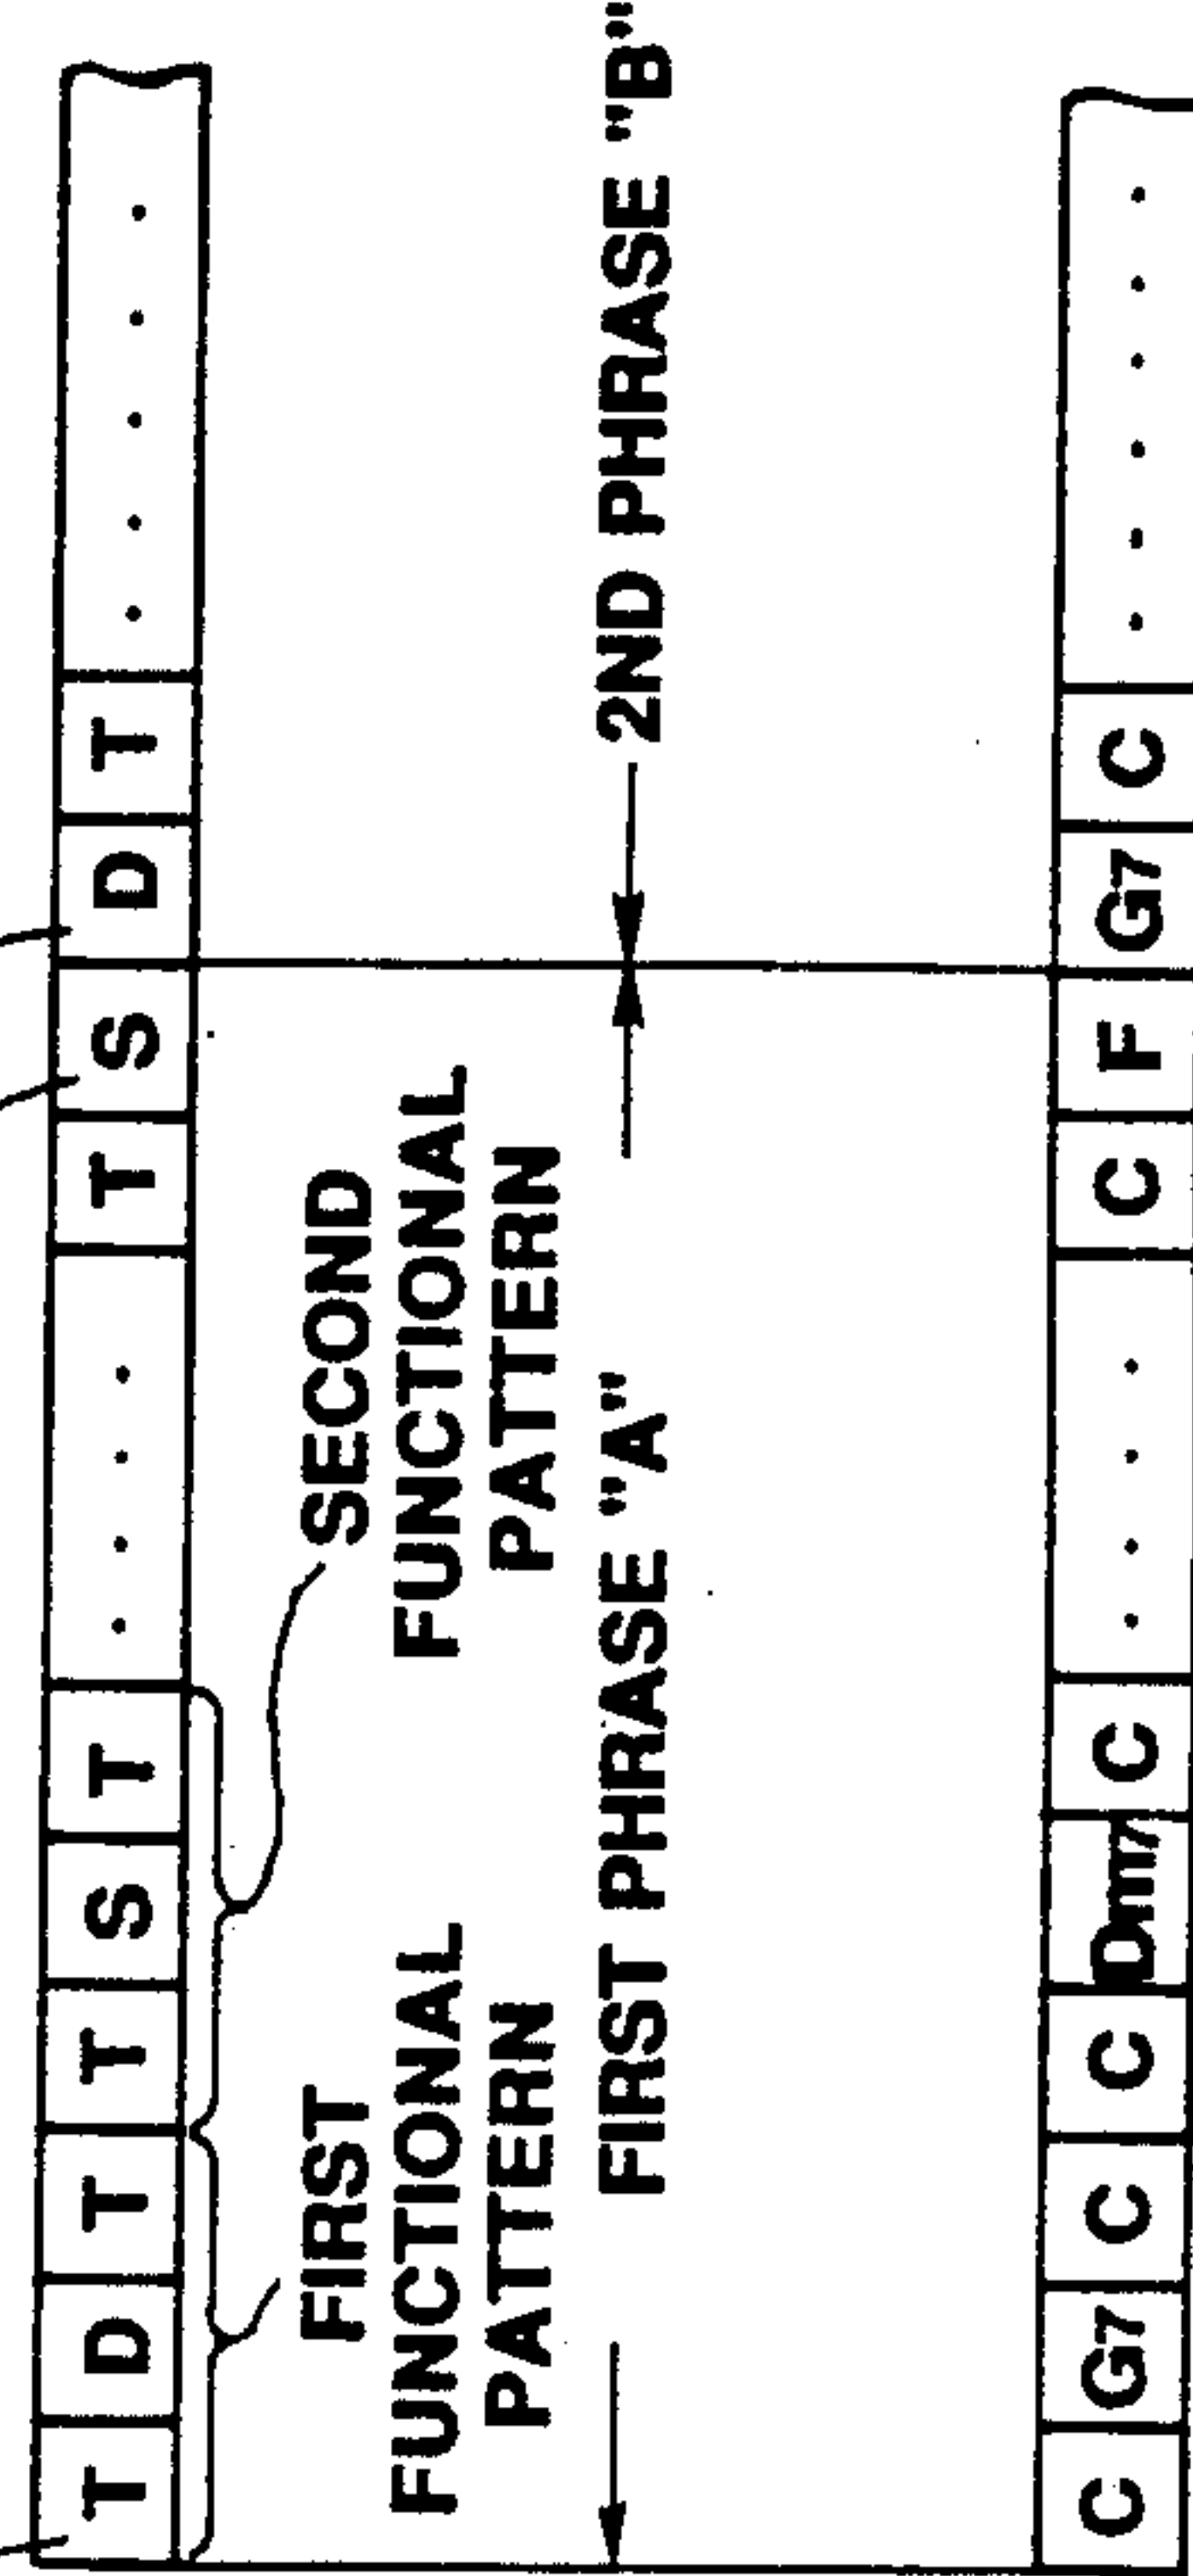 T D T T S T . . . . T S D T . . . . .
FIRST
FUNCTIONAL
PATTERN
SECOND
FUNCTIONAL
PATTERN
FIRST PHRASE "A"
2ND PHRASE "B"
C G7 C C Dm7 C . . . . C F G7 C . . . . . .